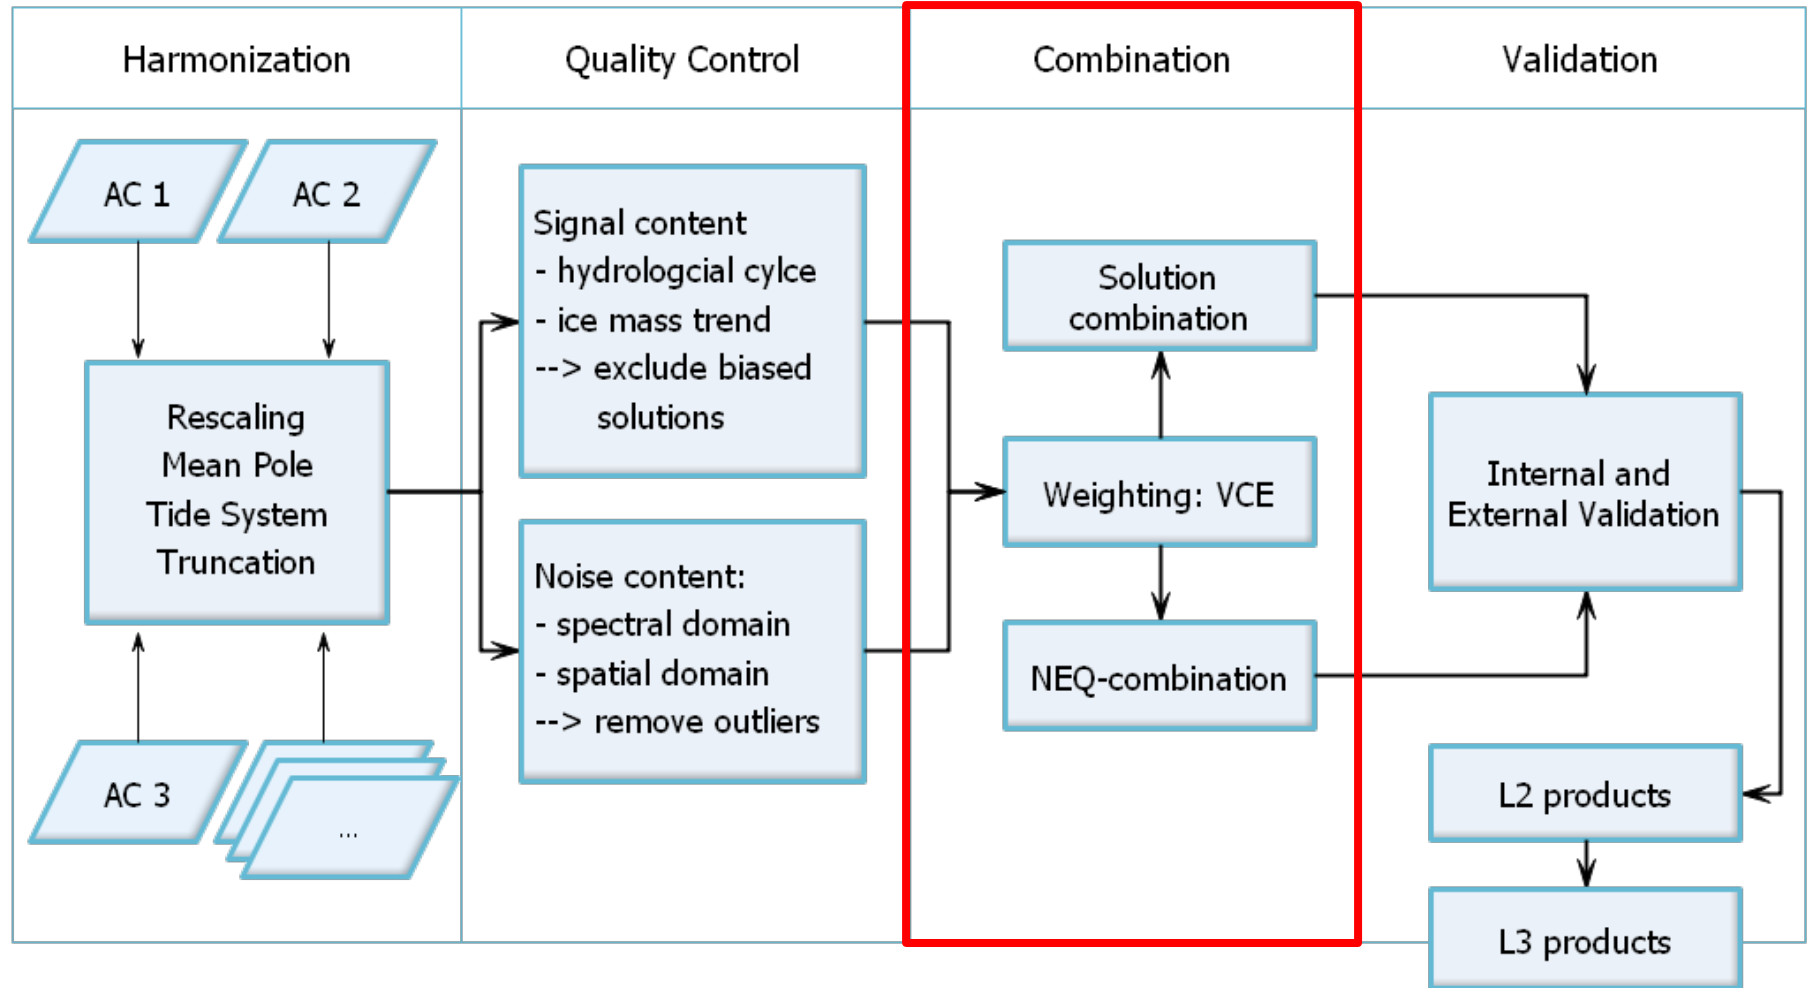 Harmonization
Quality Control
Combination
Validation
AC 1
AC 2
Rescaling
Mean Pole
Tide System
Truncation
AC 3
...
Signal content
- hydrologcial cylce
- ice mass trend
--> exclude biased
solutions
Noise content:
- spectral domain
- spatial domain
--> remove outliers
Solution
combination
Weighting: VCE
NEQ-combination
Internal and
External Validation
L2 products
L3 products